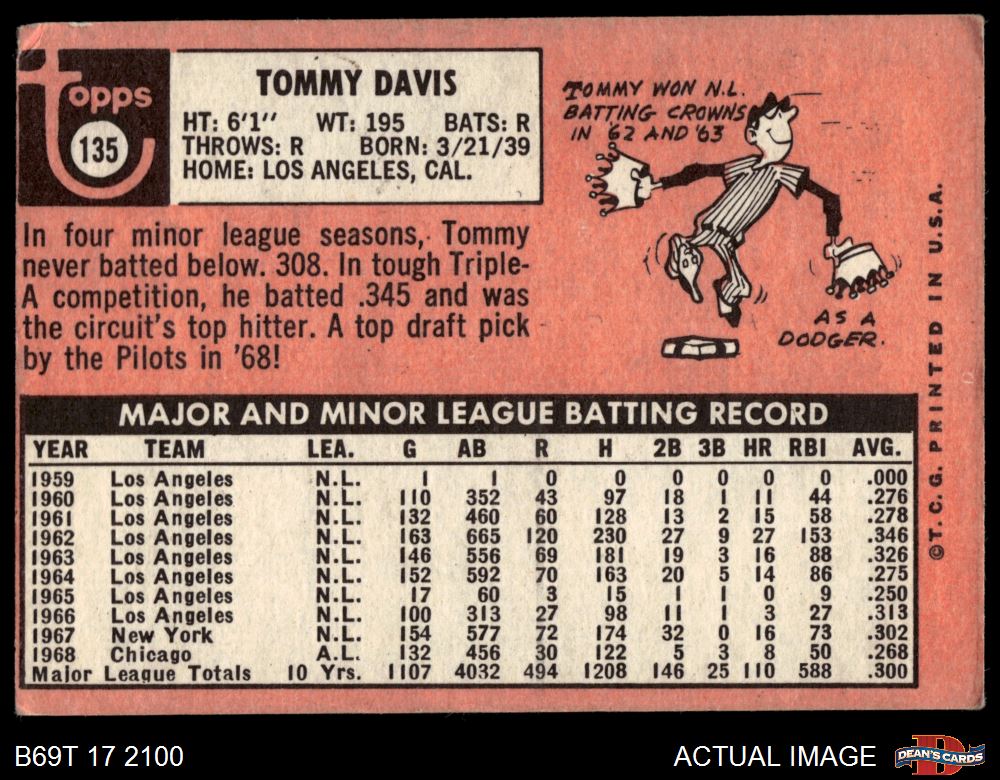 topps
135
TOMMY DAVIS
HT: 6'1" WT: 195 BATS: R
THROWS: R BORN: 3/21/39
HOME: LOS ANGELES, CAL.
TOMMY WON N.L.
BATTING CROWNS
IN '62 AND '63
AS A
DODGER.
In four minor league seasons, Tommy
never batted below. 308. In tough Triple-
A competition, he batted .345 and was
the circuit's top hitter. A top draft pick
by the Pilots in '68!
MAJOR AND MINOR LEAGUE BATTING RECORD
YEAR TEAM LEA. G AB R H 2B 3B HR RBI AVG.
1959 Los Angeles N.L. 1 1 0 0 0 0 0 0 .000
1960 Los Angeles N.L. 110 352 43 97 18 1 11 44 .276
1961 Los Angeles N.L. 132 460 60 128 13 2 15 58 .278
1962 Los Angeles N.L. 163 665 120 230 27 9 27 153 .346
1963 Los Angeles N.L. 146 556 69 181 19 3 16 88 .326
1964 Los Angeles N.L. 152 592 70 163 20 5 14 86 .275
1965 Los Angeles N.L. 17 60 3 15 1 1 0 9 .250
1966 Los Angeles N.L. 100 313 27 98 11 1 3 27 .313
1967 New York N.L. 154 577 72 174 32 0 16 73 .302
1968 Chicago A.L. 132 456 30 122 5 3 8 50 .268
Major League Totals 10 Yrs. 1107 4032 494 1208 146 25 110 588 .300
©T.C.G. PRINTED IN U.S.A.
B69T 17 2100
ACTUAL IMAGE
D
DEAN'S CARDS